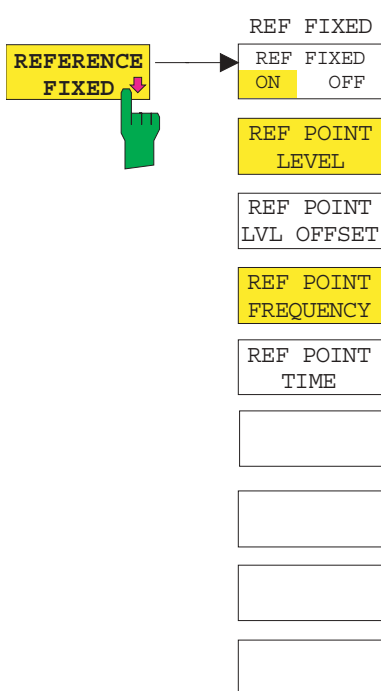 REFERENCE
FIXED
REF FIXED
REF FIXED
ON OFF
REF POINT
LEVEL
REF POINT
LVL OFFSET
REF POINT
FREQUENCY
REF POINT
TIME